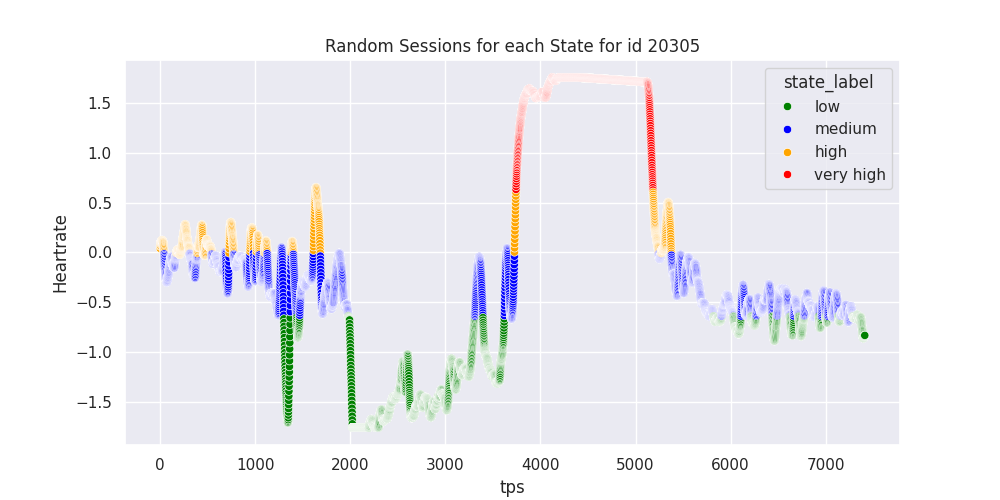 Random Sessions for each State for id 20305
Heartrate
1.5
1.0
0.5
0.0
−0.5
−1.0
−1.5
0
1000
2000
3000
4000
5000
6000
7000
tps
state_label
low
medium
high
very high